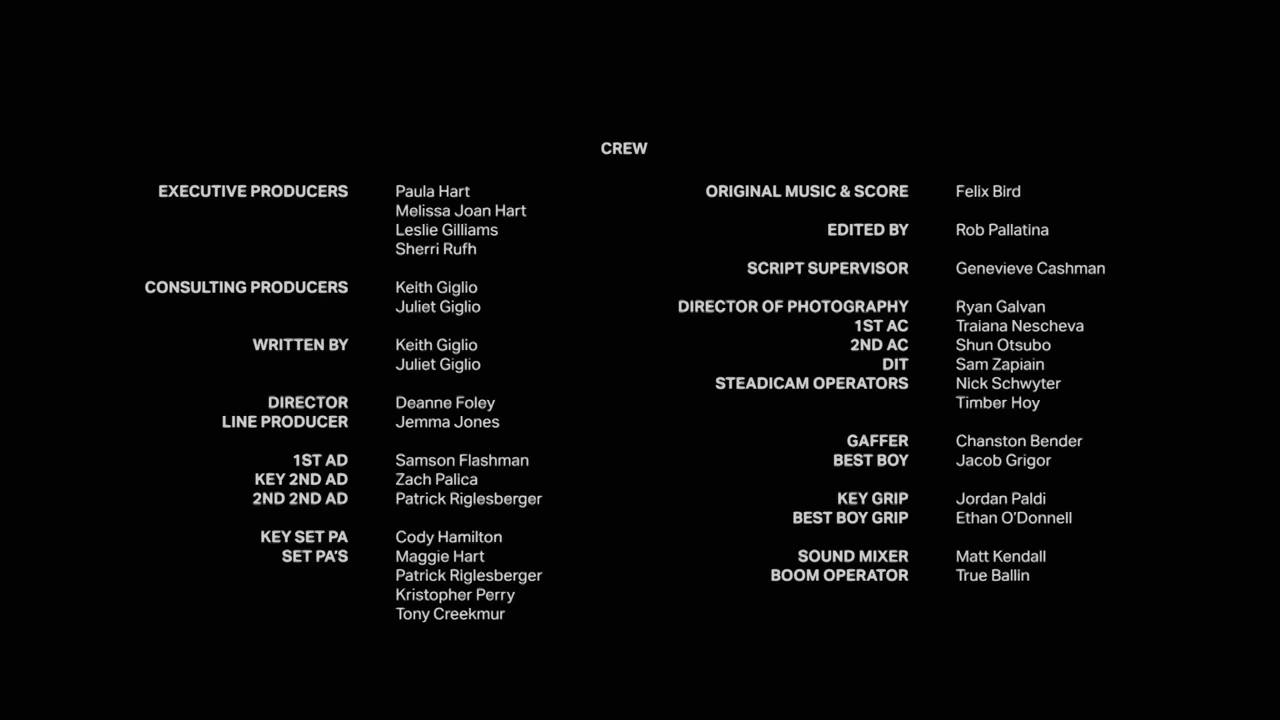 CREW
EXECUTIVE PRODUCERS Paula Hart
Melissa Joan Hart
Leslie Gilliams
Sherri Rufh
CONSULTING PRODUCERS Keith Giglio
Juliet Giglio
WRITTEN BY Keith Giglio
Juliet Giglio
DIRECTOR Deanne Foley
LINE PRODUCER Jemma Jones
1ST AD Samson Flashman
KEY 2ND AD Zach Palica
2ND 2ND AD Patrick Riglesberger
KEY SET PA Cody Hamilton
SET PA'S Maggie Hart
Patrick Riglesberger
Kristopher Perry
Tony Creekmur
ORIGINAL MUSIC & SCORE Felix Bird
EDITED BY Rob Pallatina
SCRIPT SUPERVISOR Genevieve Cashman
DIRECTOR OF PHOTOGRAPHY Ryan Galvan
1ST AC Traiana Nescheva
2ND AC Shun Otsubo
DIT Sam Zapiain
STEADICAM OPERATORS Nick Schwyter
Timber Hoy
GAFFER Chanston Bender
BEST BOY Jacob Grigor
KEY GRIP Jordan Paldi
BEST BOY GRIP Ethan O'Donnell
SOUND MIXER Matt Kendall
BOOM OPERATOR True Ballin